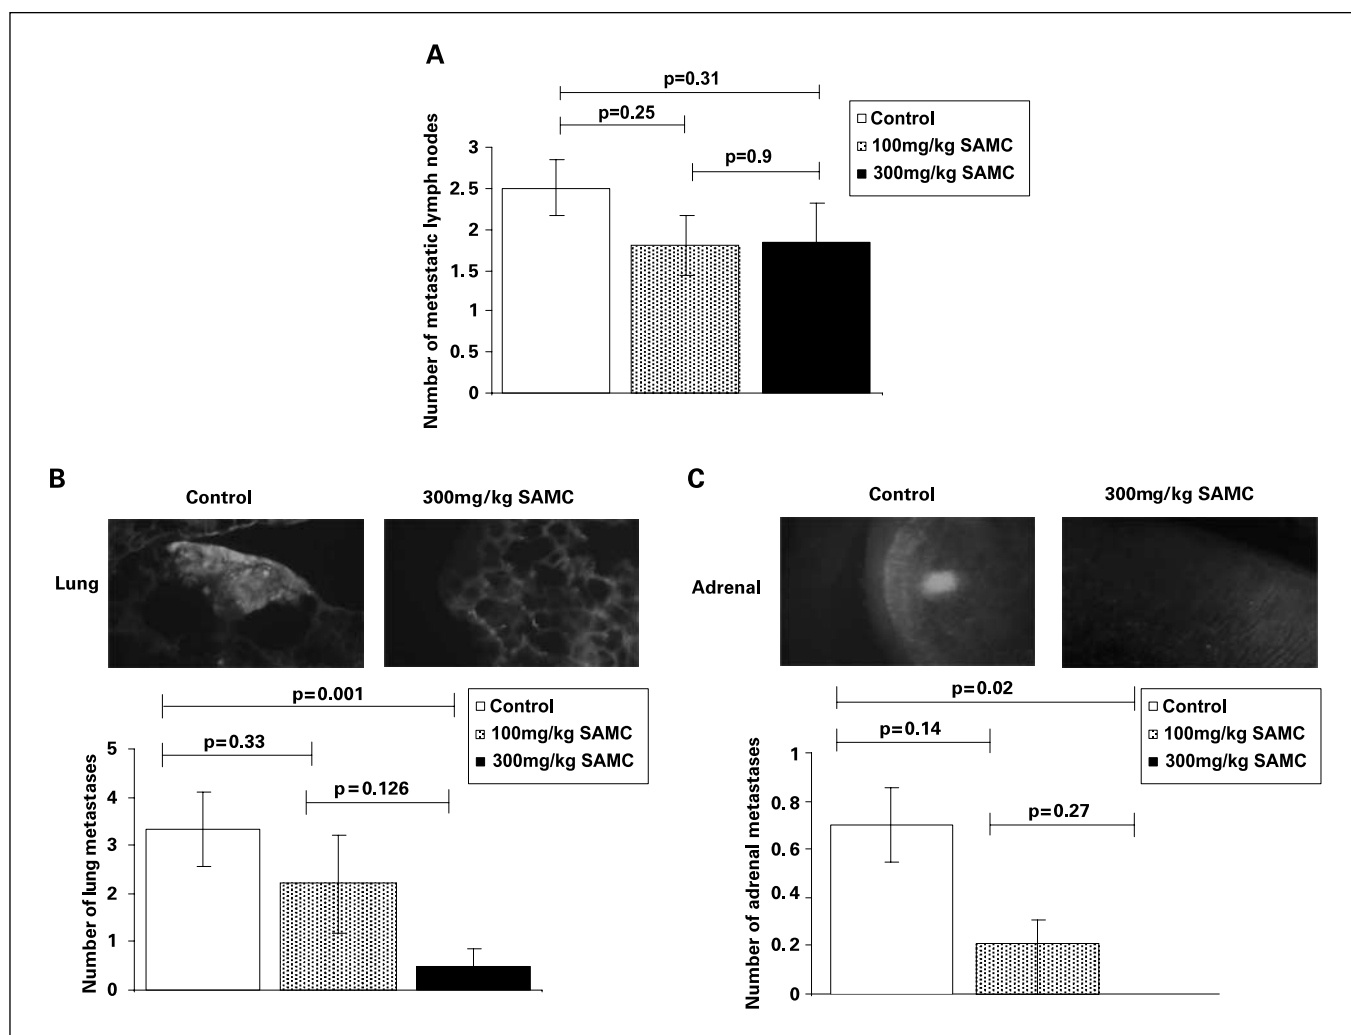 A
p=0.31
p=0.25
p=0.9
Control
100mg/kg SAMC
300mg/kg SAMC
Number of metastatic lymph nodes
3
2.5
2
1.5
1
0.5
0
B
Control
300mg/kg SAMC
Lung
p=0.001
p=0.33
p=0.126
Control
100mg/kg SAMC
300mg/kg SAMC
Number of lung metastases
5
4
3
2
1
0
C
Control
300mg/kg SAMC
Adrenal
p=0.02
p=0.14
p=0.27
Control
100mg/kg SAMC
300mg/kg SAMC
Number of adrenal metastases
1
0.8
0.6
0.4
0.2
0